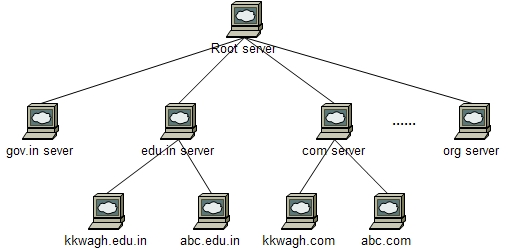 Root server
gov.in sever
edu.in server
com server
......
org server
kkwagh.edu.in
abc.edu.in
kkwagh.com
abc.com